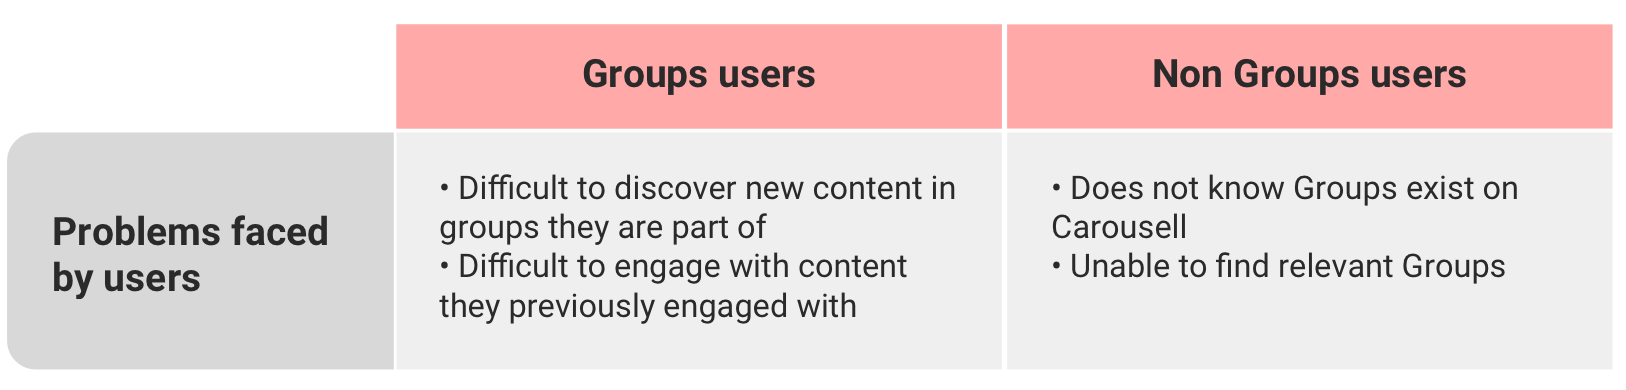 Groups users
Non Groups users
Problems faced
by users
• Difficult to discover new content in
groups they are part of
• Difficult to engage with content
they previously engaged with
• Does not know Groups exist on
Carousell
• Unable to find relevant Groups